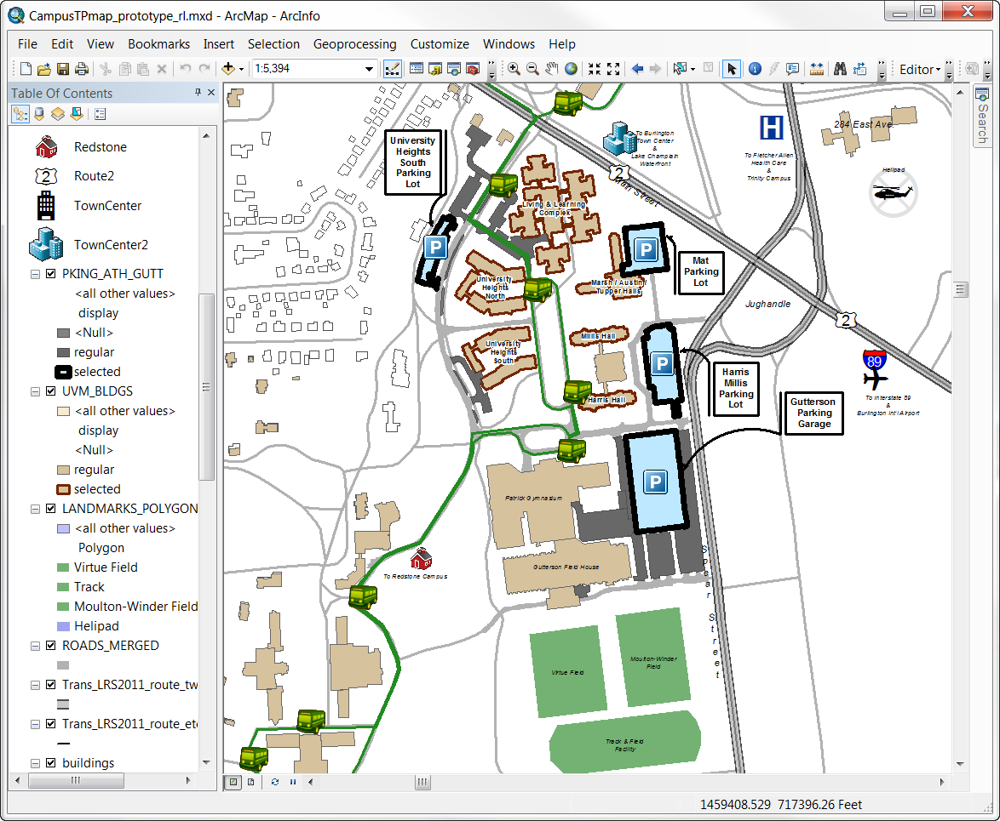 CampusTPmap_prototype_rl.mxd - ArcMap - ArcInfo
File Edit View Bookmarks Insert Selection Geoprocessing Customize Windows Help
1:5,394
Editor
Table Of Contents
Search
Redstone
2
Route2
TownCenter
TownCenter2
PKING_ATH_GUTT
<all other values>
display
<Null>
regular
selected
UVM_BLDGS
<all other values>
display
<Null>
regular
selected
LANDMARKS_POLYGON
<all other values>
Polygon
Virtue Field
Track
Moulton-Winder Field
Helipad
ROADS_MERGED
Trans_LRS2011_route_tw
Trans_LRS2011_route_ete
buildings
University
Heights
South
Parking
Lot
To Burlington
Town Center
&
Lake Champlain
Waterfront
H
To Fletcher Allen
Health Care
&
Trinity Campus
284 East Ave.
Helipad
2
Main Street
Living & Learning
Complex
P
P
Mat
Parking
Lot
University
Heights
North
Marsh / Austin /
Tupper Halls
Jughandle
2
Mills Hall
University
Heights
South
P
89
Harris
Millis
Parking
Lot
Harris Hall
Gutterson
Parking
Garage
To Interstate 89
&
Burlington Int'l Airport
P
Patrick Gymnasium
Gutterson Field House
To Redstone Campus
Spear Street
Virtue Field
Moulton-Winder
Field
Track & Field
Facility
1459408.529 717396.26 Feet